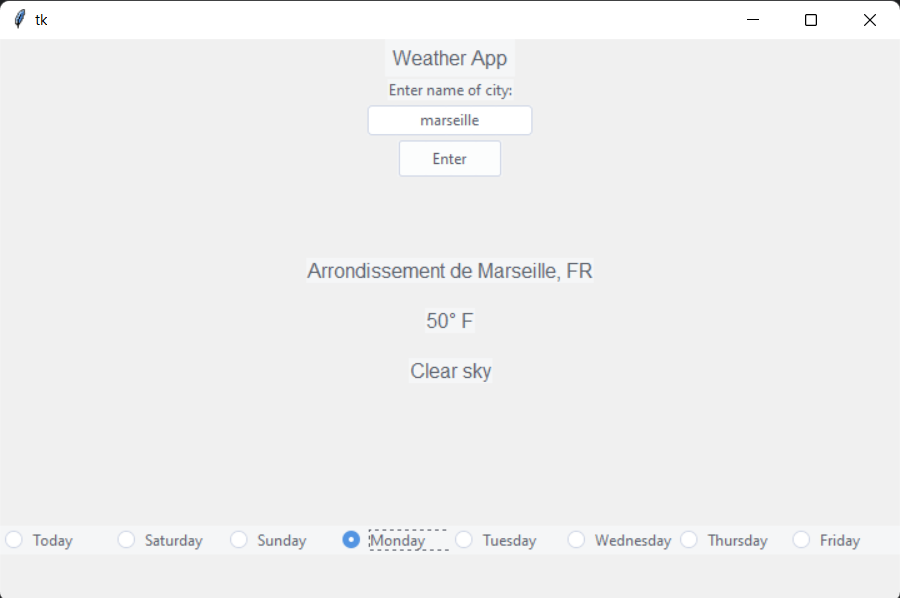 tk
Weather App
Enter name of city:
marseille
Enter
Arrondissement de Marseille, FR
50° F
Clear sky
Today Saturday Sunday Monday Tuesday Wednesday Thursday Friday